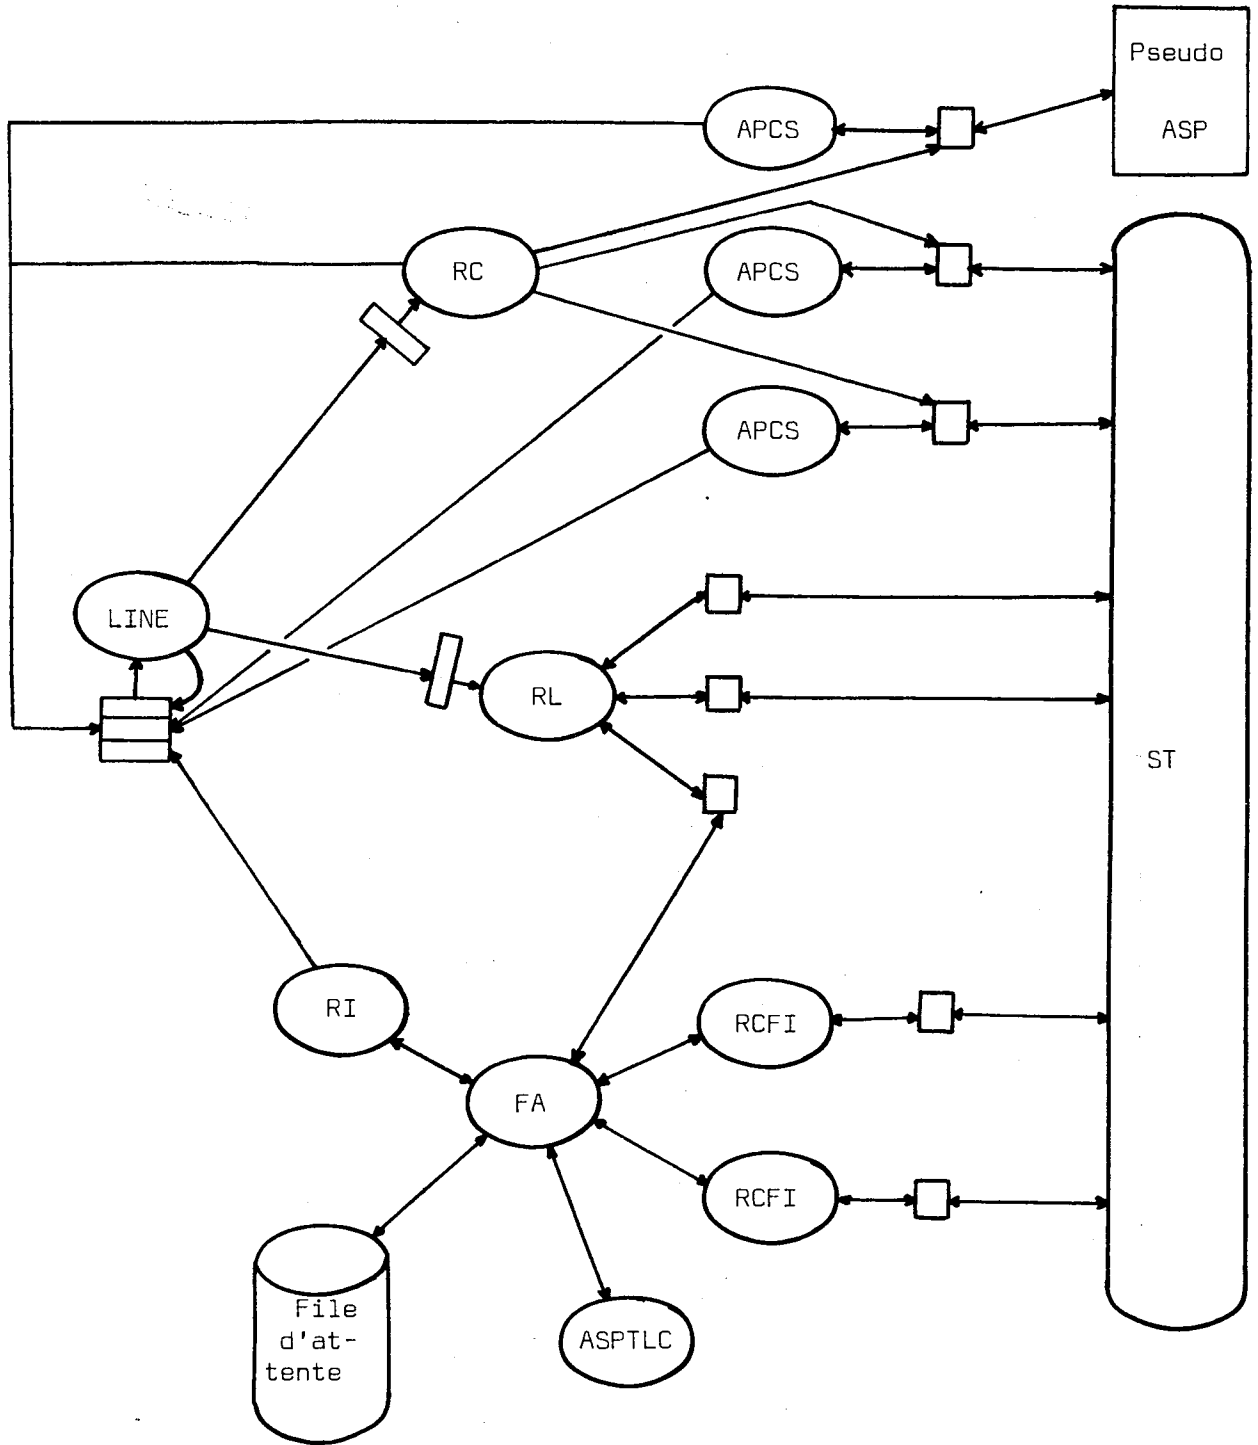 Pseudo
ASP
APCS
RC
APCS
APCS
LINE
RL
ST
RI
RCFI
FA
RCFI
File
d'at-
tente
ASPTLC